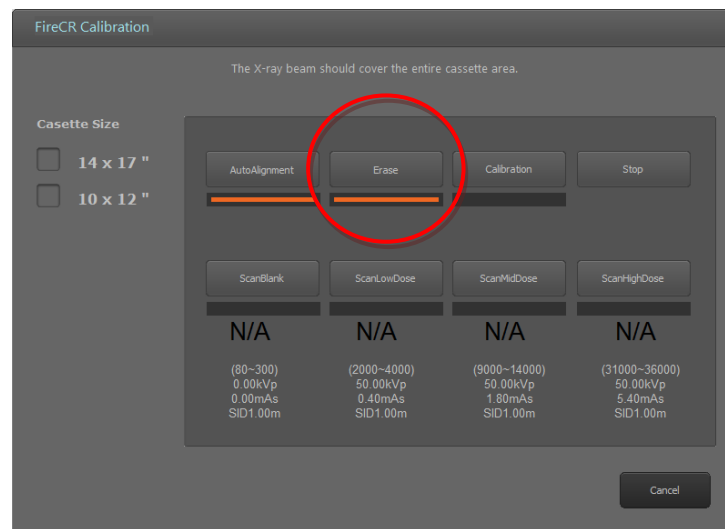 FireCR Calibration
The X-ray beam should cover the entire cassette area.
Casette Size
14 x 17 "
10 x 12 "
AutoAlignment
Erase
Calibration
Stop
ScanBlank
ScanLowDose
ScanMidDose
ScanHighDose
N/A
N/A
N/A
N/A
(80~300)
0.00kVp
0.00mAs
SID1.00m
(2000~4000)
50.00kVp
0.40mAs
SID1.00m
(9000~14000)
50.00kVp
1.80mAs
SID1.00m
(31000~36000)
50.00kVp
5.40mAs
SID1.00m
Cancel